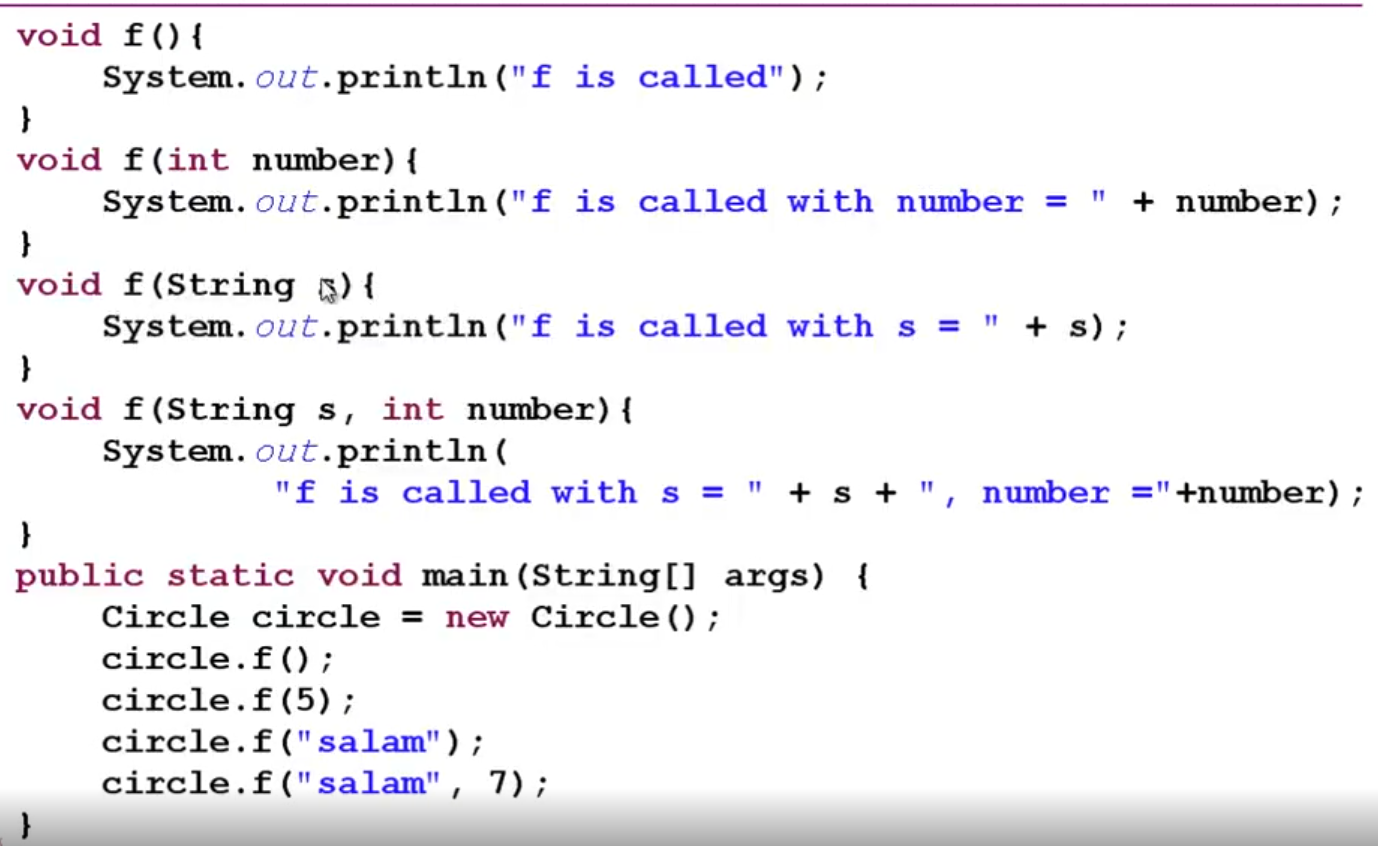 void f(){
System.out.println("f is called");
}
void f(int number){
System.out.println("f is called with number = " + number);
}
void f(String s){
System.out.println("f is called with s = " + s);
}
void f(String s, int number){
System.out.println(
"f is called with s = " + s + ", number ="+number);
}
public static void main(String[] args) {
Circle circle = new Circle();
circle.f();
circle.f(5);
circle.f("salam");
circle.f("salam", 7);
}